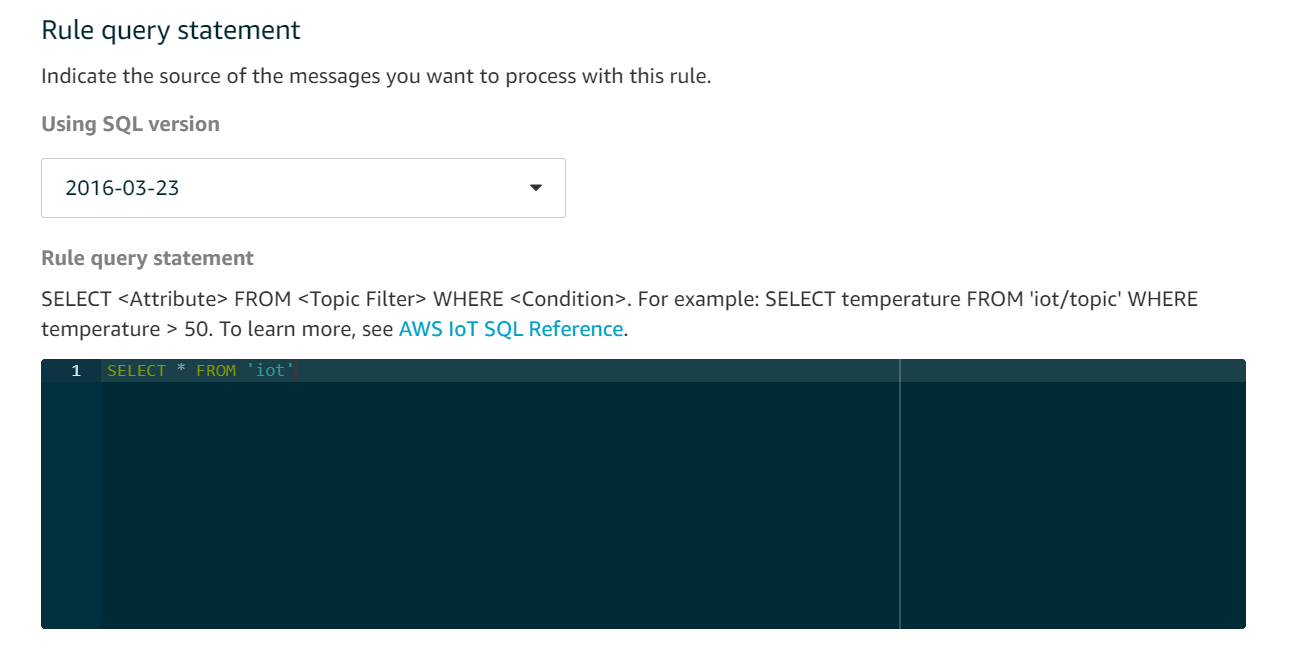 Rule query statement
Indicate the source of the messages you want to process with this rule.
Using SQL version
2016-03-23
Rule query statement
SELECT <Attribute> FROM <Topic Filter> WHERE <Condition>. For example: SELECT temperature FROM 'iot/topic' WHERE
temperature > 50. To learn more, see AWS IoT SQL Reference.
1 SELECT * FROM 'iot'